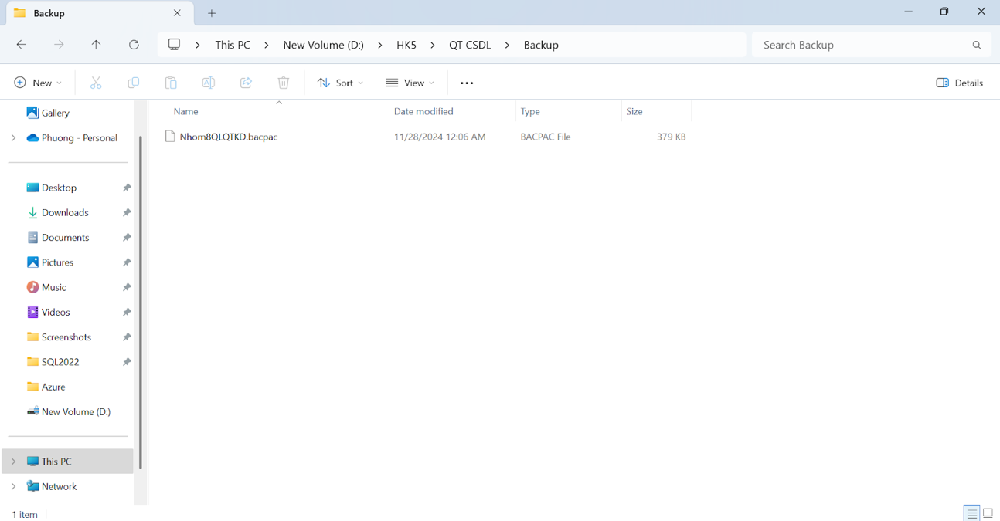 Backup
This PC New Volume (D:) HK5 QT CSDL Backup Search Backup
New Sort View Details
Gallery
Phuong - Personal
Desktop
Downloads
Documents
Pictures
Music
Videos
Screenshots
SQL2022
Azure
New Volume (D:)
This PC
Network
Name Date modified Type Size
Nhom8QLQTKD.bacpac 11/28/2024 12:06 AM BACPAC File 379 KB
1 item